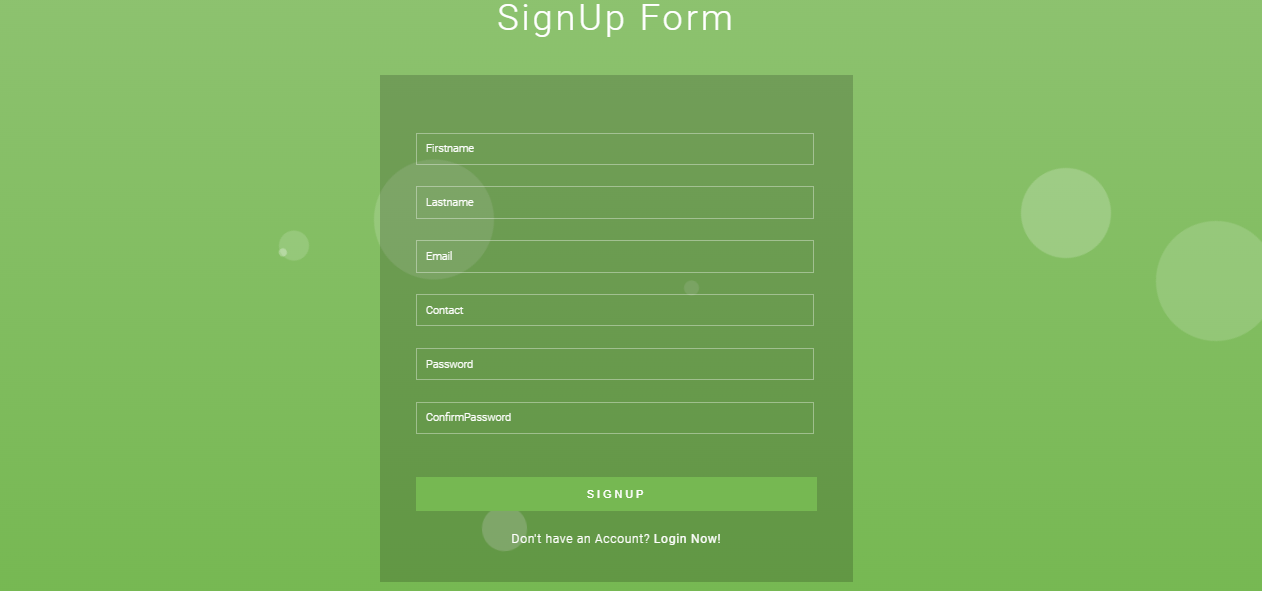 SignUp Form
Firstname
Lastname
Email
Contact
Password
ConfirmPassword
SIGNUP
Don't have an Account? Login Now!